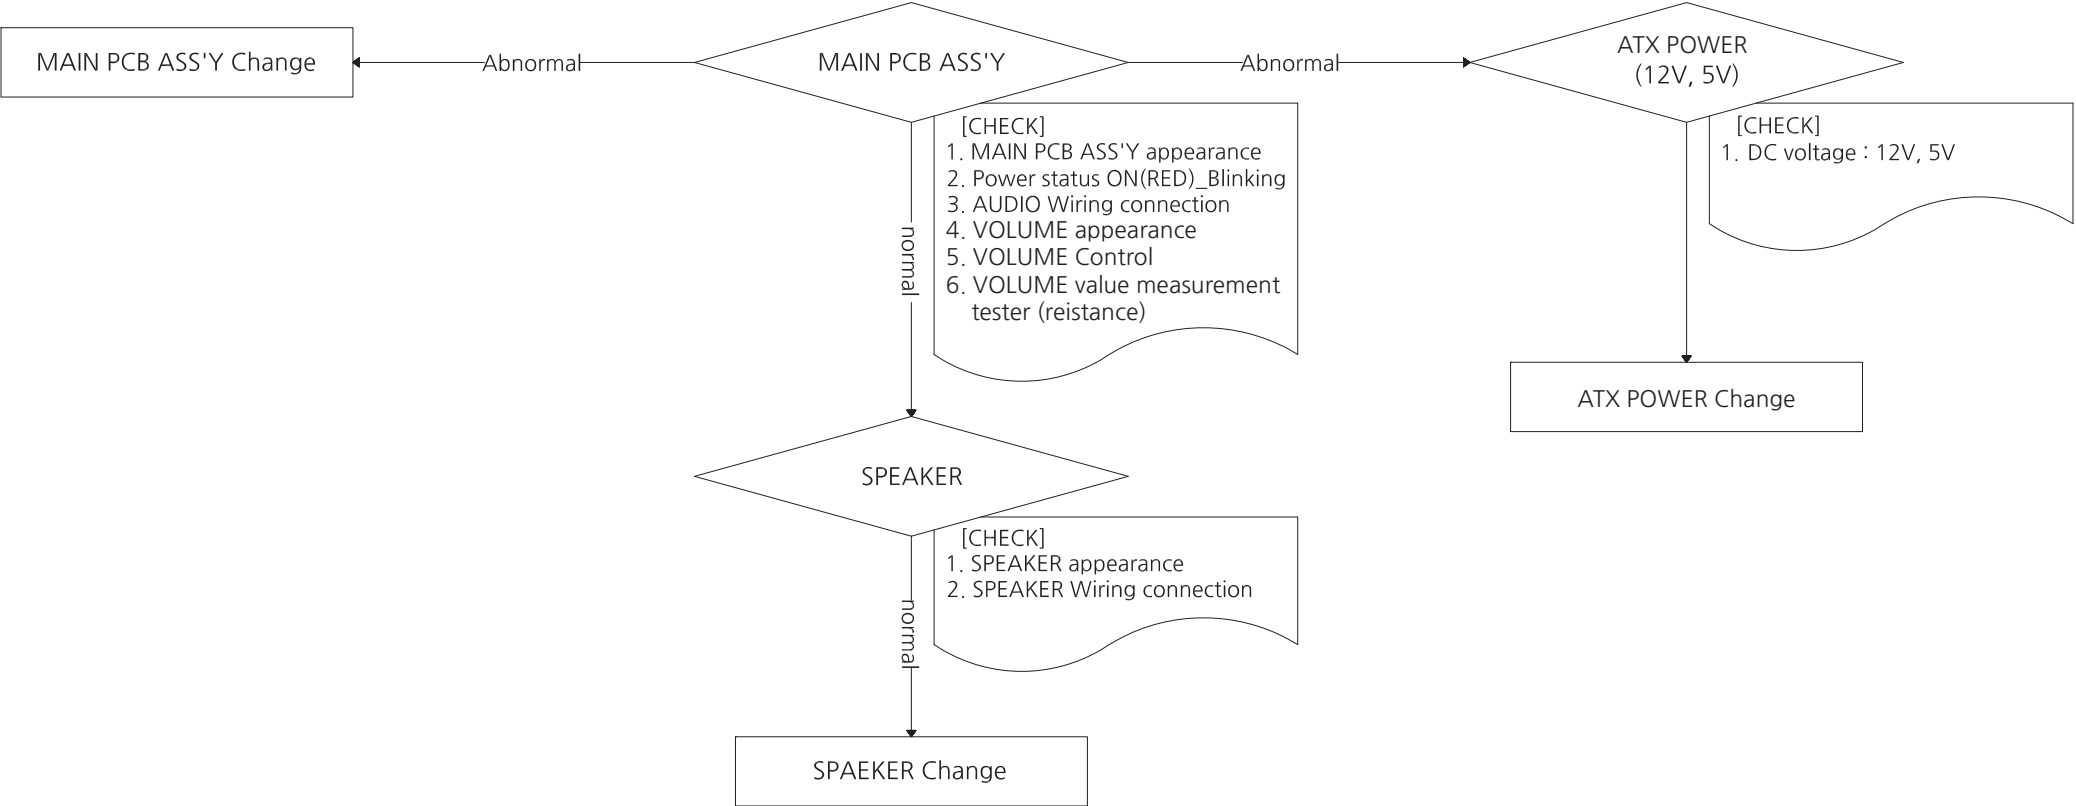 MAIN PCB ASS'Y Change
Abnormal
MAIN PCB ASS'Y
Abnormal
ATX POWER
(12V, 5V)
[CHECK]
1. MAIN PCB ASS'Y appearance
2. Power status ON(RED)_Blinking
3. AUDIO Wiring connection
4. VOLUME appearance
5. VOLUME Control
6. VOLUME value measurement
tester (reistance)
[CHECK]
1. DC voltage : 12V, 5V
normal
ATX POWER Change
SPEAKER
[CHECK]
1. SPEAKER appearance
2. SPEAKER Wiring connection
normal
SPAEKER Change